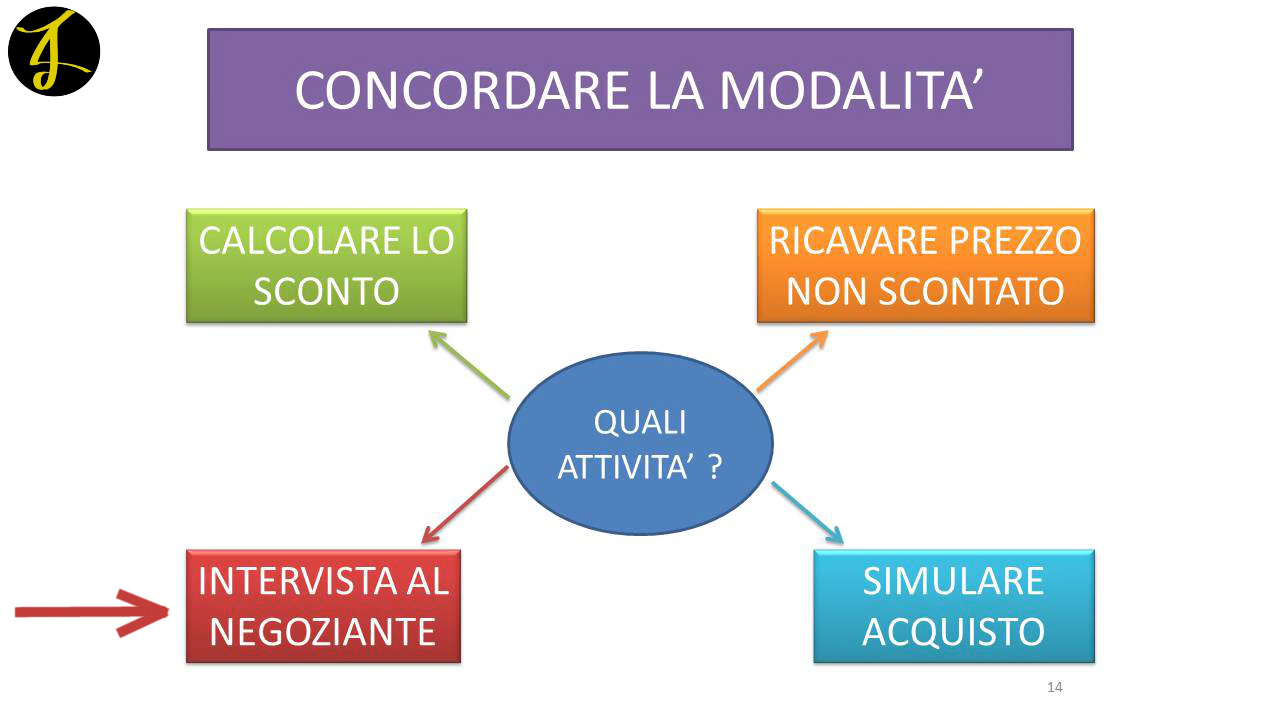 CONCORDARE LA MODALITA’
CALCOLARE LO
SCONTO
RICAVARE PREZZO
NON SCONTATO
QUALI
ATTIVITA’ ?
INTERVISTA AL
NEGOZIANTE
SIMULARE
ACQUISTO
14